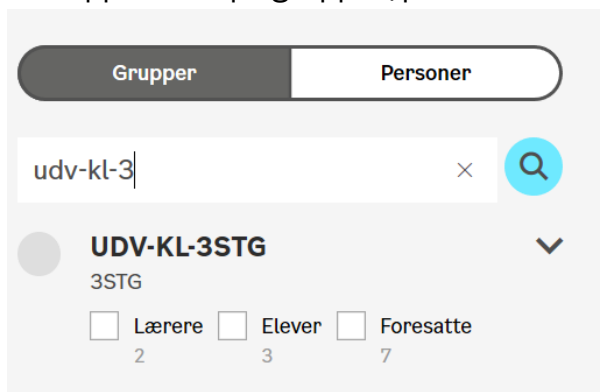 Grupper Personer
udv-kl-3
UDV-KL-3STG
3STG
Lærere Elever Foresatte
2 3 7